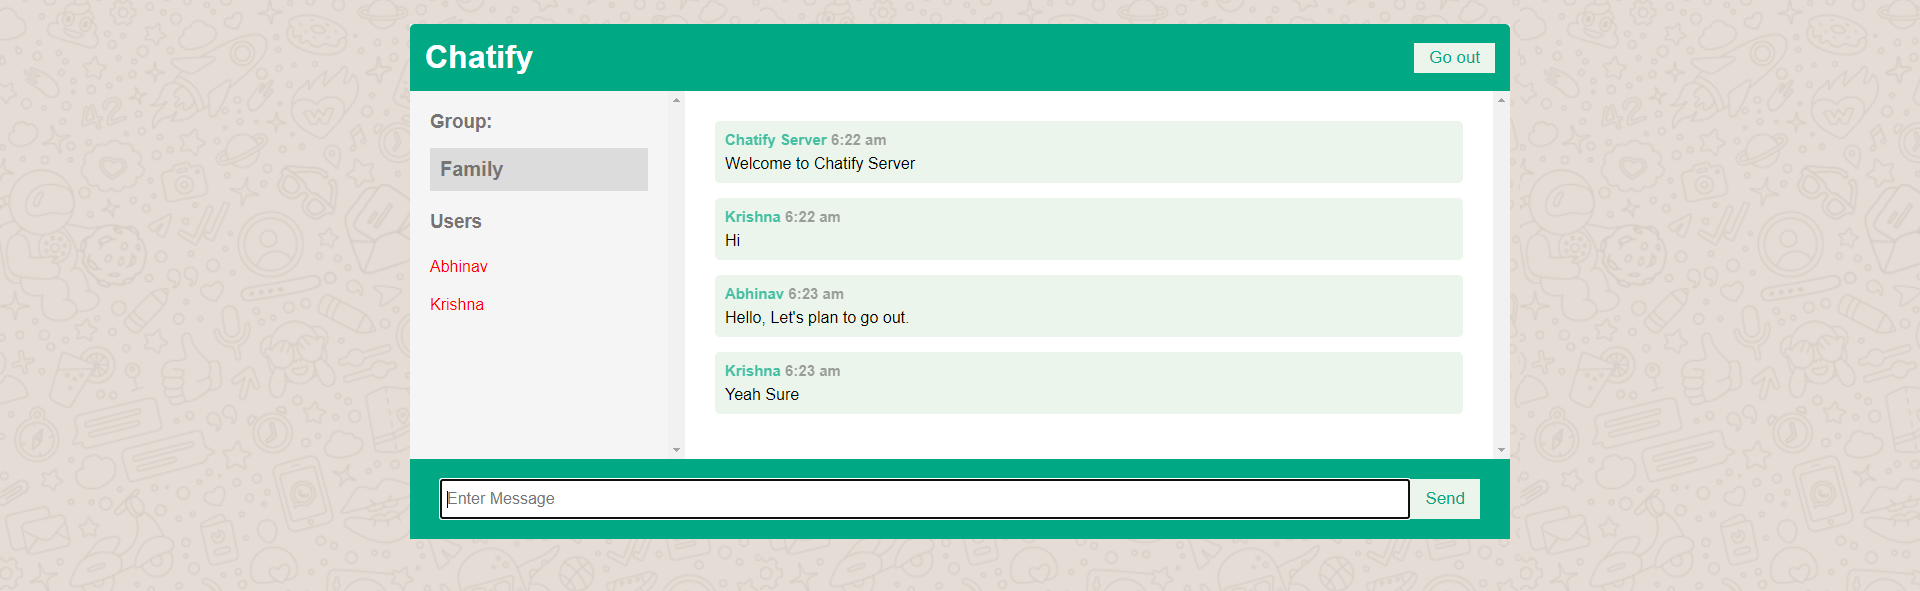 Chatify
Go out
Group:
Family
Users
Abhinav
Krishna
Chatify Server 6:22 am
Welcome to Chatify Server
Krishna 6:22 am
Hi
Abhinav 6:23 am
Hello, Let's plan to go out.
Krishna 6:23 am
Yeah Sure
Enter Message
Send
42
42